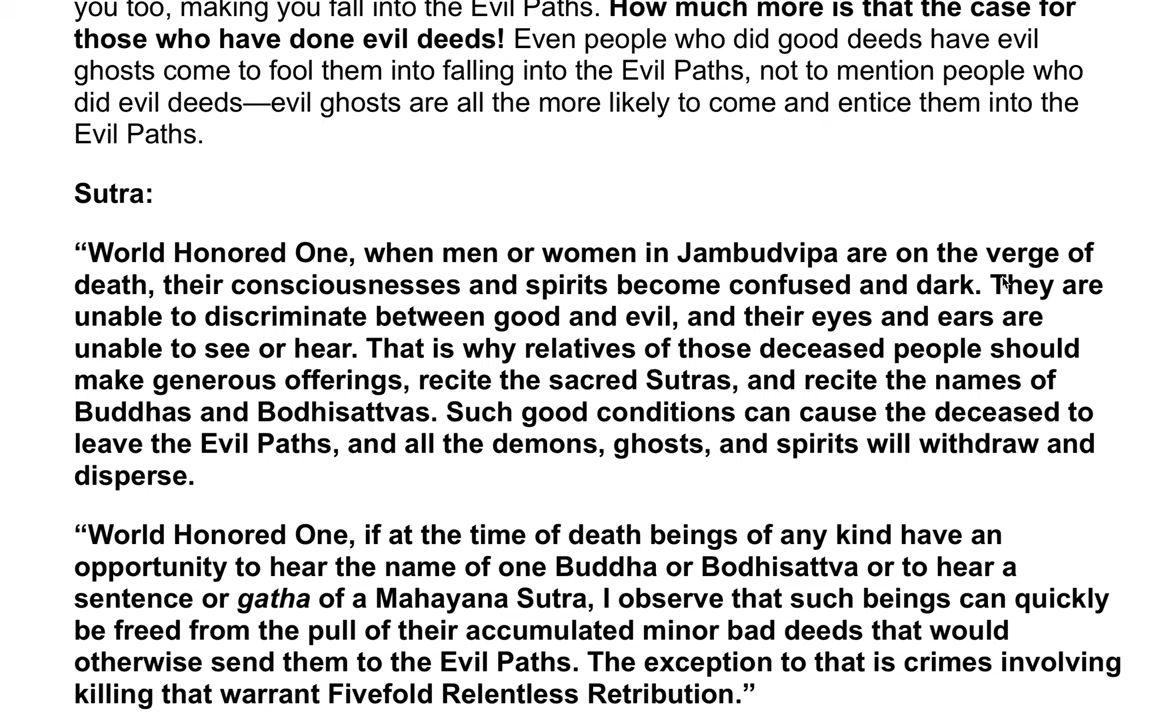 you too, making you fall into the Evil Paths. How much more is that the case for
those who have done evil deeds! Even people who did good deeds have evil
ghosts come to fool them into falling into the Evil Paths, not to mention people who
did evil deeds—evil ghosts are all the more likely to come and entice them into the
Evil Paths.
Sutra:
“World Honored One, when men or women in Jambudvipa are on the verge of
death, their consciousnesses and spirits become confused and dark. They are
unable to discriminate between good and evil, and their eyes and ears are
unable to see or hear. That is why relatives of those deceased people should
make generous offerings, recite the sacred Sutras, and recite the names of
Buddhas and Bodhisattvas. Such good conditions can cause the deceased to
leave the Evil Paths, and all the demons, ghosts, and spirits will withdraw and
disperse.
“World Honored One, if at the time of death beings of any kind have an
opportunity to hear the name of one Buddha or Bodhisattva or to hear a
sentence or gatha of a Mahayana Sutra, I observe that such beings can quickly
be freed from the pull of their accumulated minor bad deeds that would
otherwise send them to the Evil Paths. The exception to that is crimes involving
killing that warrant Fivefold Relentless Retribution.”